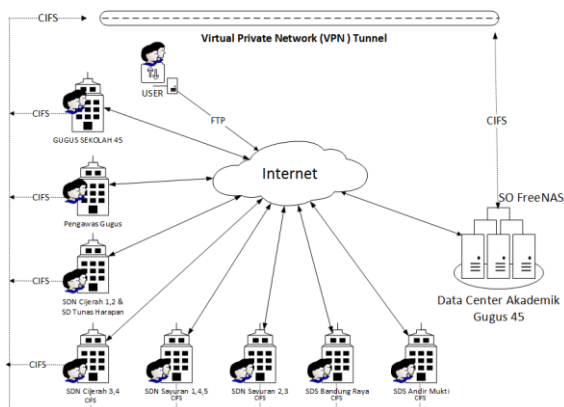 CIFS
Virtual Private Network (VPN ) Tunnel
USER
FTP
CIFS
GUGUS SEKOLAH 45
CIFS
Internet
SO FreeNAS
CIFS
Pengawas Gugus
CIFS
SDN Cijerah 1,2 &
SD Tunas Harapan
Data Center Akademik
Gugus 45
CIFS
SDN Cijerah 3,4
CIFS
SDN Sayuran 1,4,5
CIFS
SDN Sayuran 2,3
CIFS
SDS Bandung Raya
CIFS
SDS Andir Mukti
CIFS